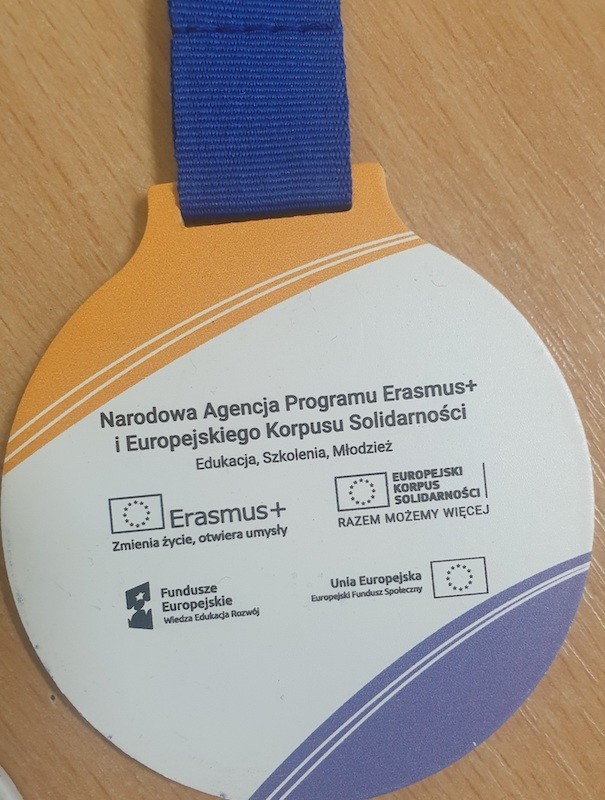 Narodowa Agencja Programu Erasmus+
i Europejskiego Korpusu Solidarności
Edukacja, Szkolenia, Młodzież
Erasmus+
Zmienia życie, otwiera umysły
EUROPEJSKI
KORPUS
SOLIDARNOŚCI
RAZEM MOŻEMY WIĘCEJ
Fundusze
Europejskie
Wiedza Edukacja Rozwój
Unia Europejska
Europejski Fundusz Społeczny